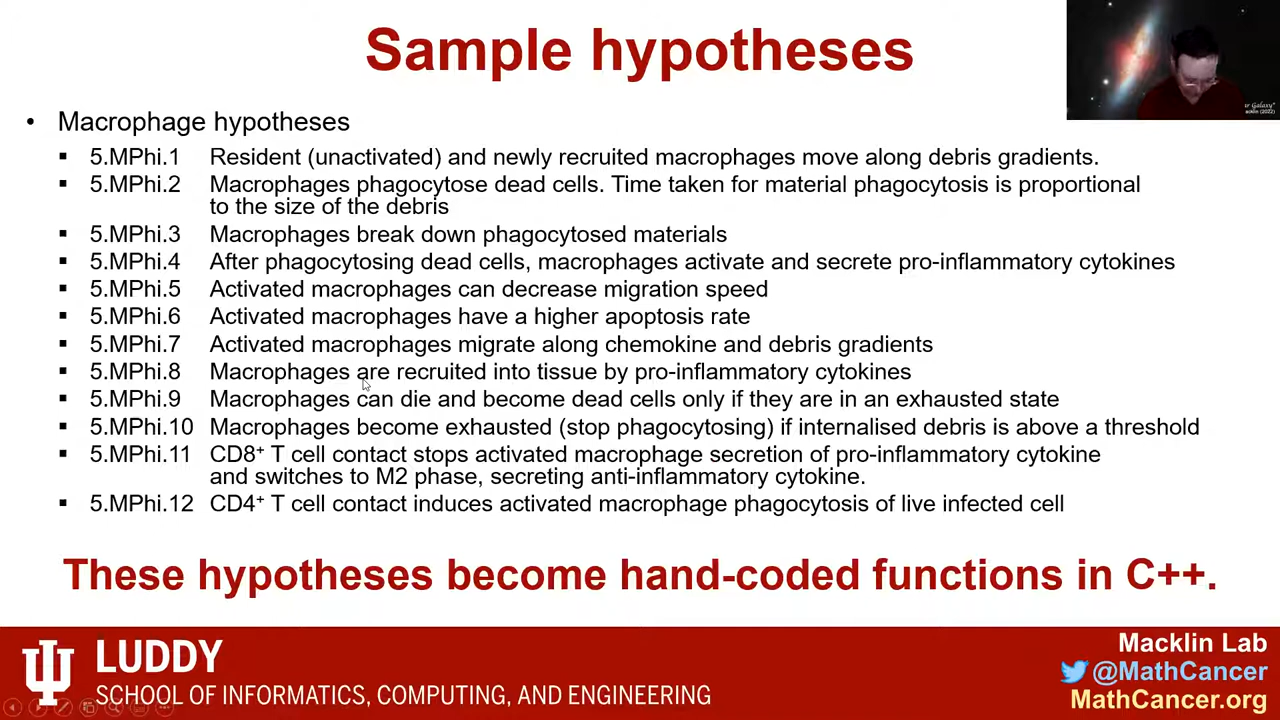 Sample hypotheses
• Macrophage hypotheses
▪ 5.MPhi.1 Resident (unactivated) and newly recruited macrophages move along debris gradients.
▪ 5.MPhi.2 Macrophages phagocytose dead cells. Time taken for material phagocytosis is proportional
to the size of the debris
▪ 5.MPhi.3 Macrophages break down phagocytosed materials
▪ 5.MPhi.4 After phagocytosing dead cells, macrophages activate and secrete pro-inflammatory cytokines
▪ 5.MPhi.5 Activated macrophages can decrease migration speed
▪ 5.MPhi.6 Activated macrophages have a higher apoptosis rate
▪ 5.MPhi.7 Activated macrophages migrate along chemokine and debris gradients
▪ 5.MPhi.8 Macrophages are recruited into tissue by pro-inflammatory cytokines
▪ 5.MPhi.9 Macrophages can die and become dead cells only if they are in an exhausted state
▪ 5.MPhi.10 Macrophages become exhausted (stop phagocytosing) if internalised debris is above a threshold
▪ 5.MPhi.11 CD8⁺ T cell contact stops activated macrophage secretion of pro-inflammatory cytokine
and switches to M2 phase, secreting anti-inflammatory cytokine.
▪ 5.MPhi.12 CD4⁺ T cell contact induces activated macrophage phagocytosis of live infected cell
These hypotheses become hand-coded functions in C++.
LUDDY
SCHOOL OF INFORMATICS, COMPUTING, AND ENGINEERING
Macklin Lab
@MathCancer
MathCancer.org
Galaxy"
(2022)